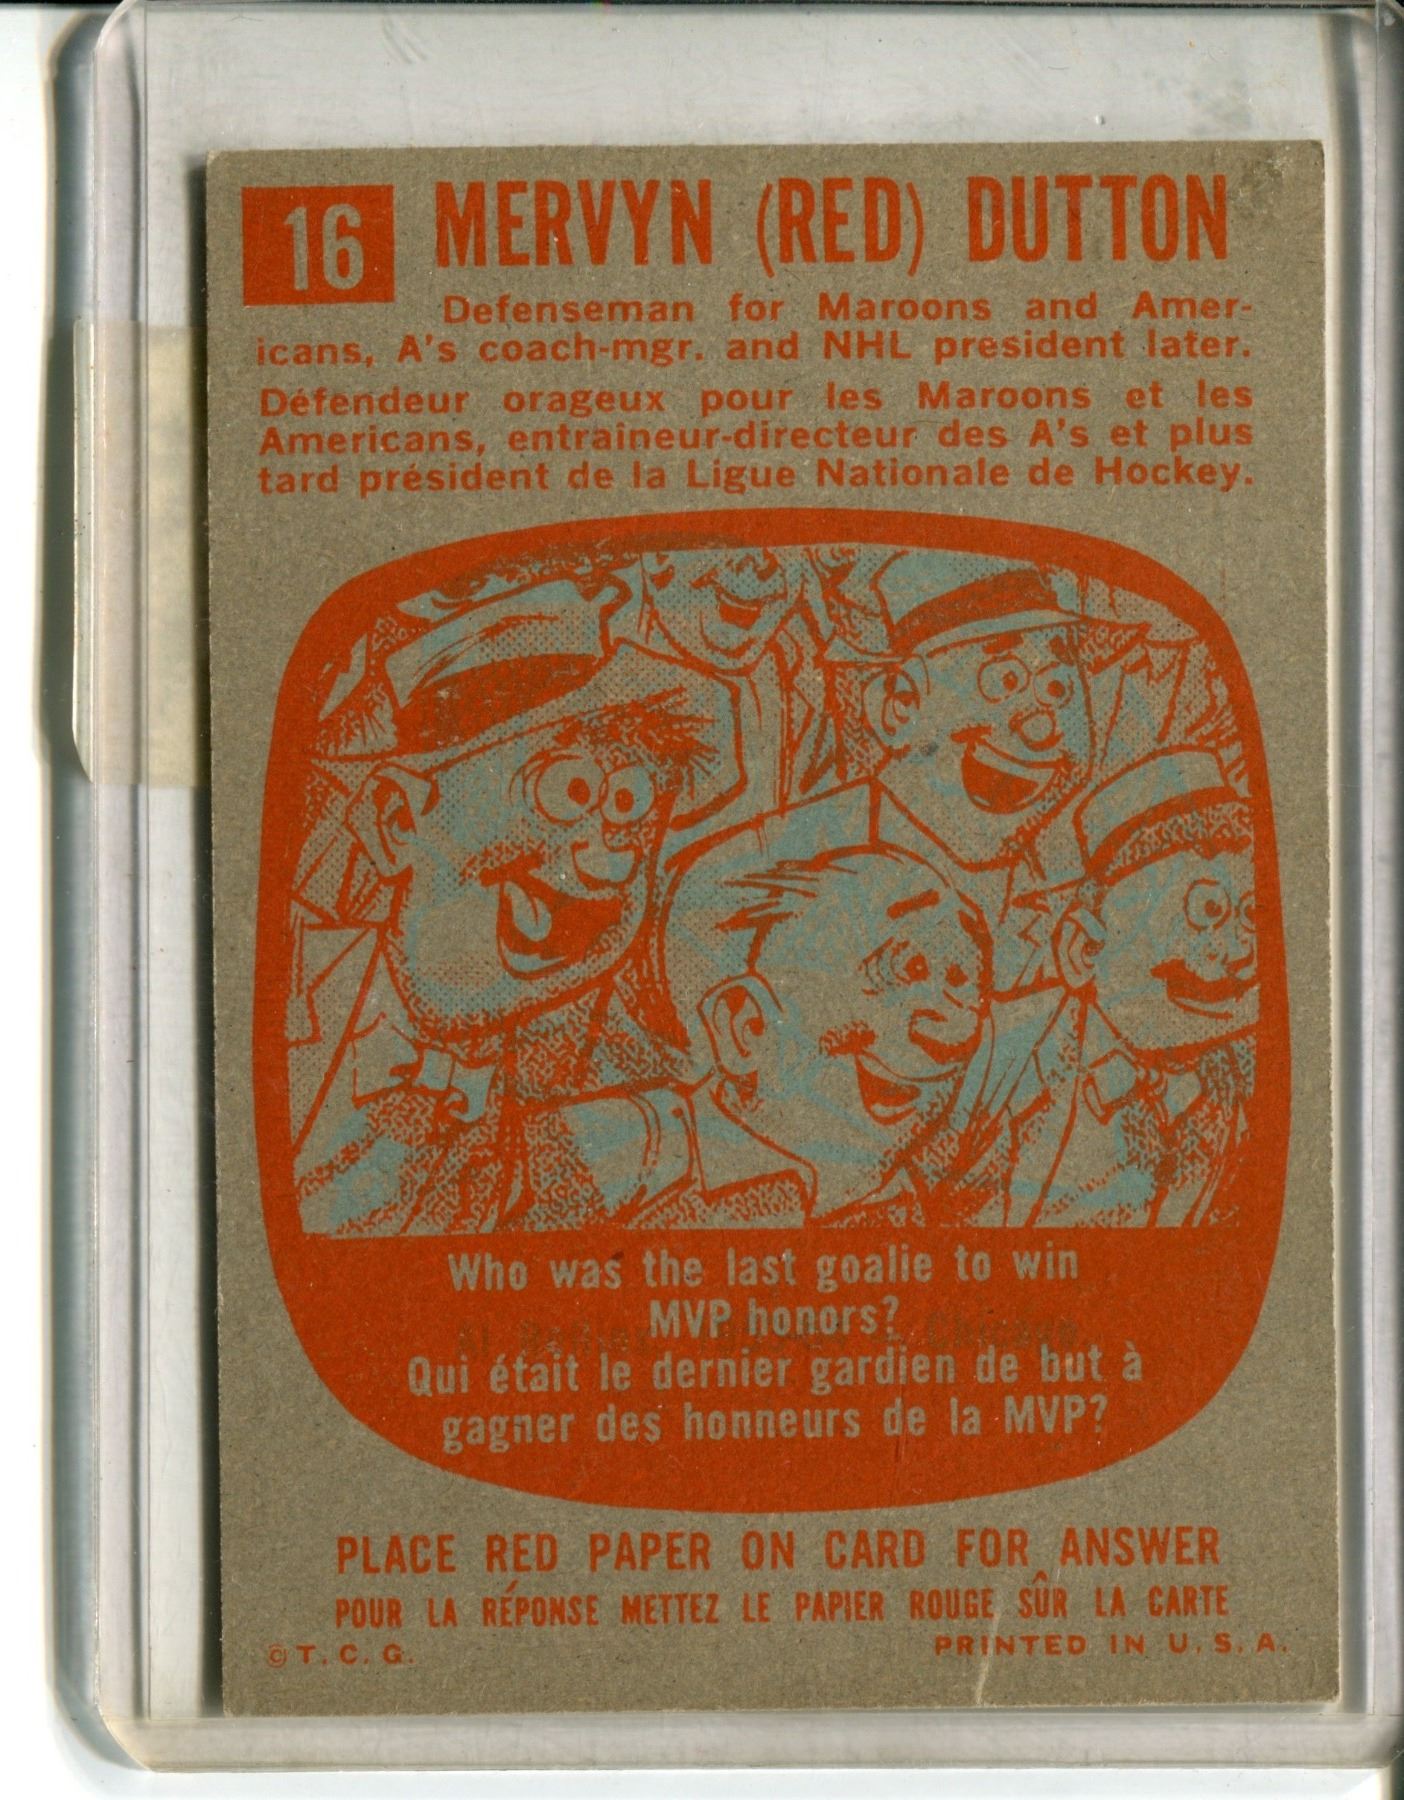 16 MERVYN (RED) DUTTON
Defenseman for Maroons and Amer-
icans, A's coach-mgr. and NHL president later.
Défendeur orageux pour les Maroons et les
Americans, entraineur-directeur des A's et plus
tard président de la Ligue Nationale de Hockey.
Who was the last goalie to win
MVP honors?
Qui était le dernier gardien de but à
gagner des honneurs de la MVP?
PLACE RED PAPER ON CARD FOR ANSWER
POUR LA RÉPONSE METTEZ LE PAPIER ROUGE SÛR LA CARTE
© T. C. G.
PRINTED IN U. S. A.